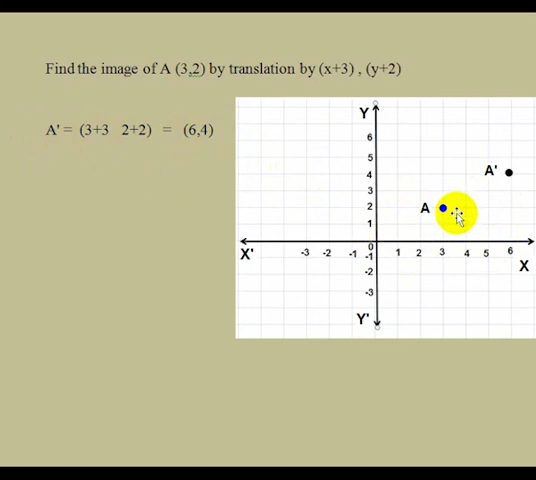 Find the image of A (3,2) by translation by (x+3) , (y+2)
A' = (3+3 2+2) = (6,4)
Y
6
5
4
3
2
1
0
-1
-2
-3
A'
A
X'
-3 -2 -1 1 2 3 4 5 6
X
Y'